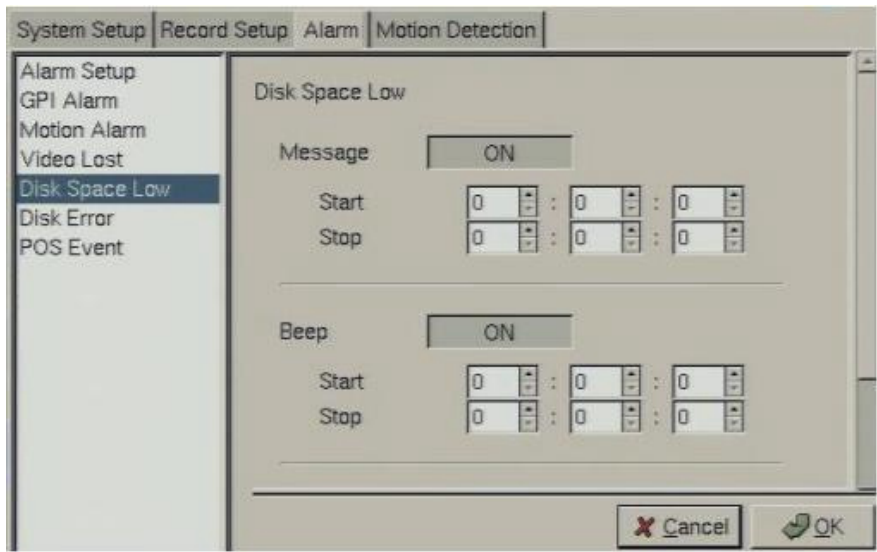 System Setup Record Setup Alarm Motion Detection
Alarm Setup
GPI Alarm
Motion Alarm
Video Lost
Disk Space Low
Disk Error
POS Event
Disk Space Low
Message ON
Start 0 : 0 : 0
Stop 0 : 0 : 0
Beep ON
Start 0 : 0 : 0
Stop 0 : 0 : 0
Cancel OK